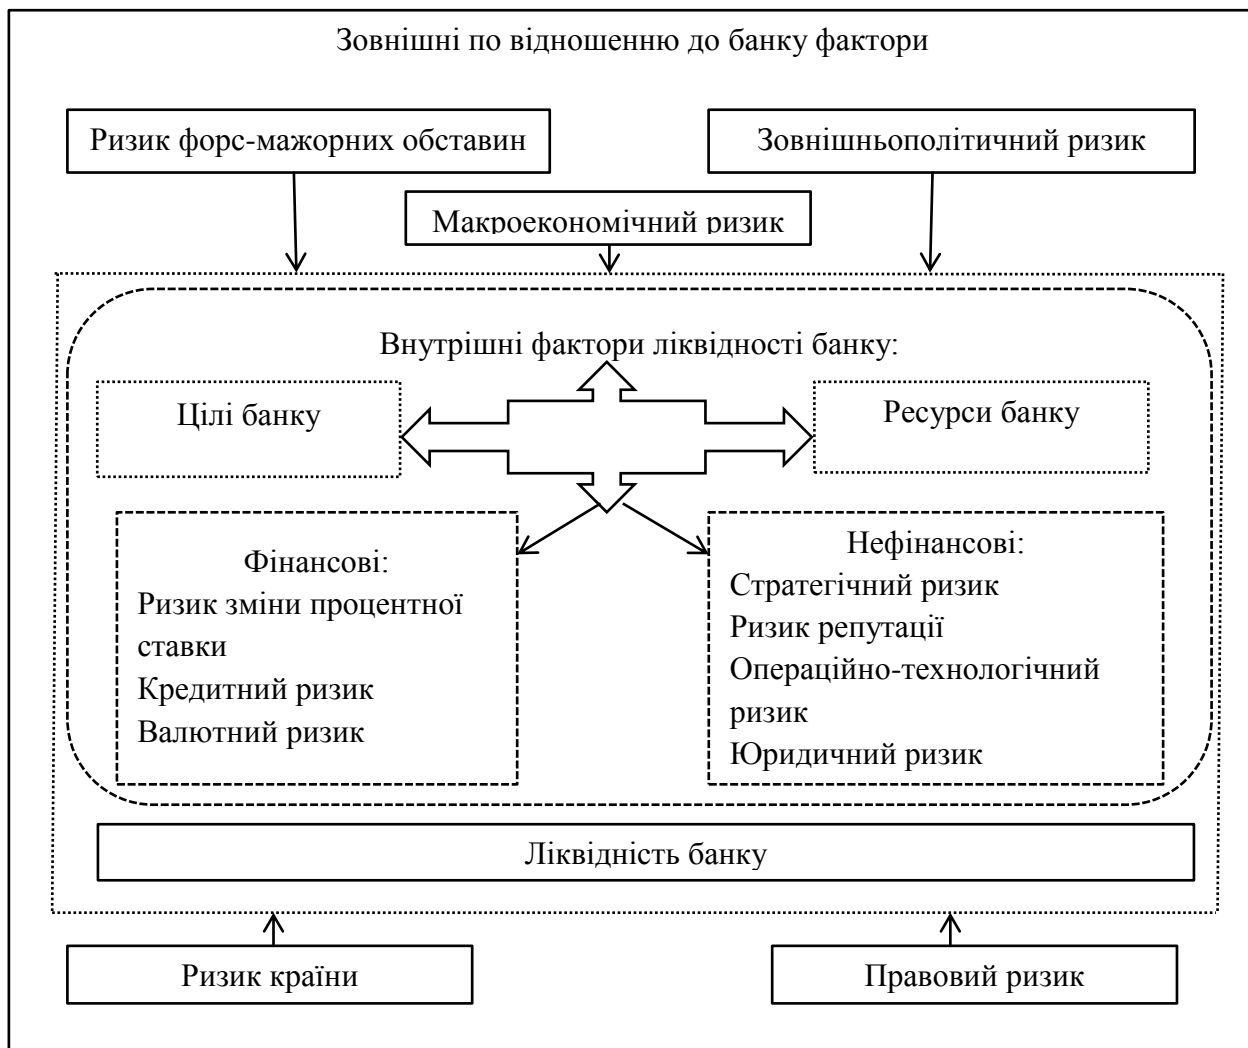 Зовнішні по відношенню до банку фактори
Ризик форс-мажорних обставин
Зовнішньополітичний ризик
Макроекономічний ризик
Внутрішні фактори ліквідності банку:
Цілі банку
Ресурси банку
Фінансові:
Ризик зміни процентної
ставки
Кредитний ризик
Валютний ризик
Нефінансові:
Стратегічний ризик
Ризик репутації
Операційно-технологічний
ризик
Юридичний ризик
Ліквідність банку
Ризик країни
Правовий ризик